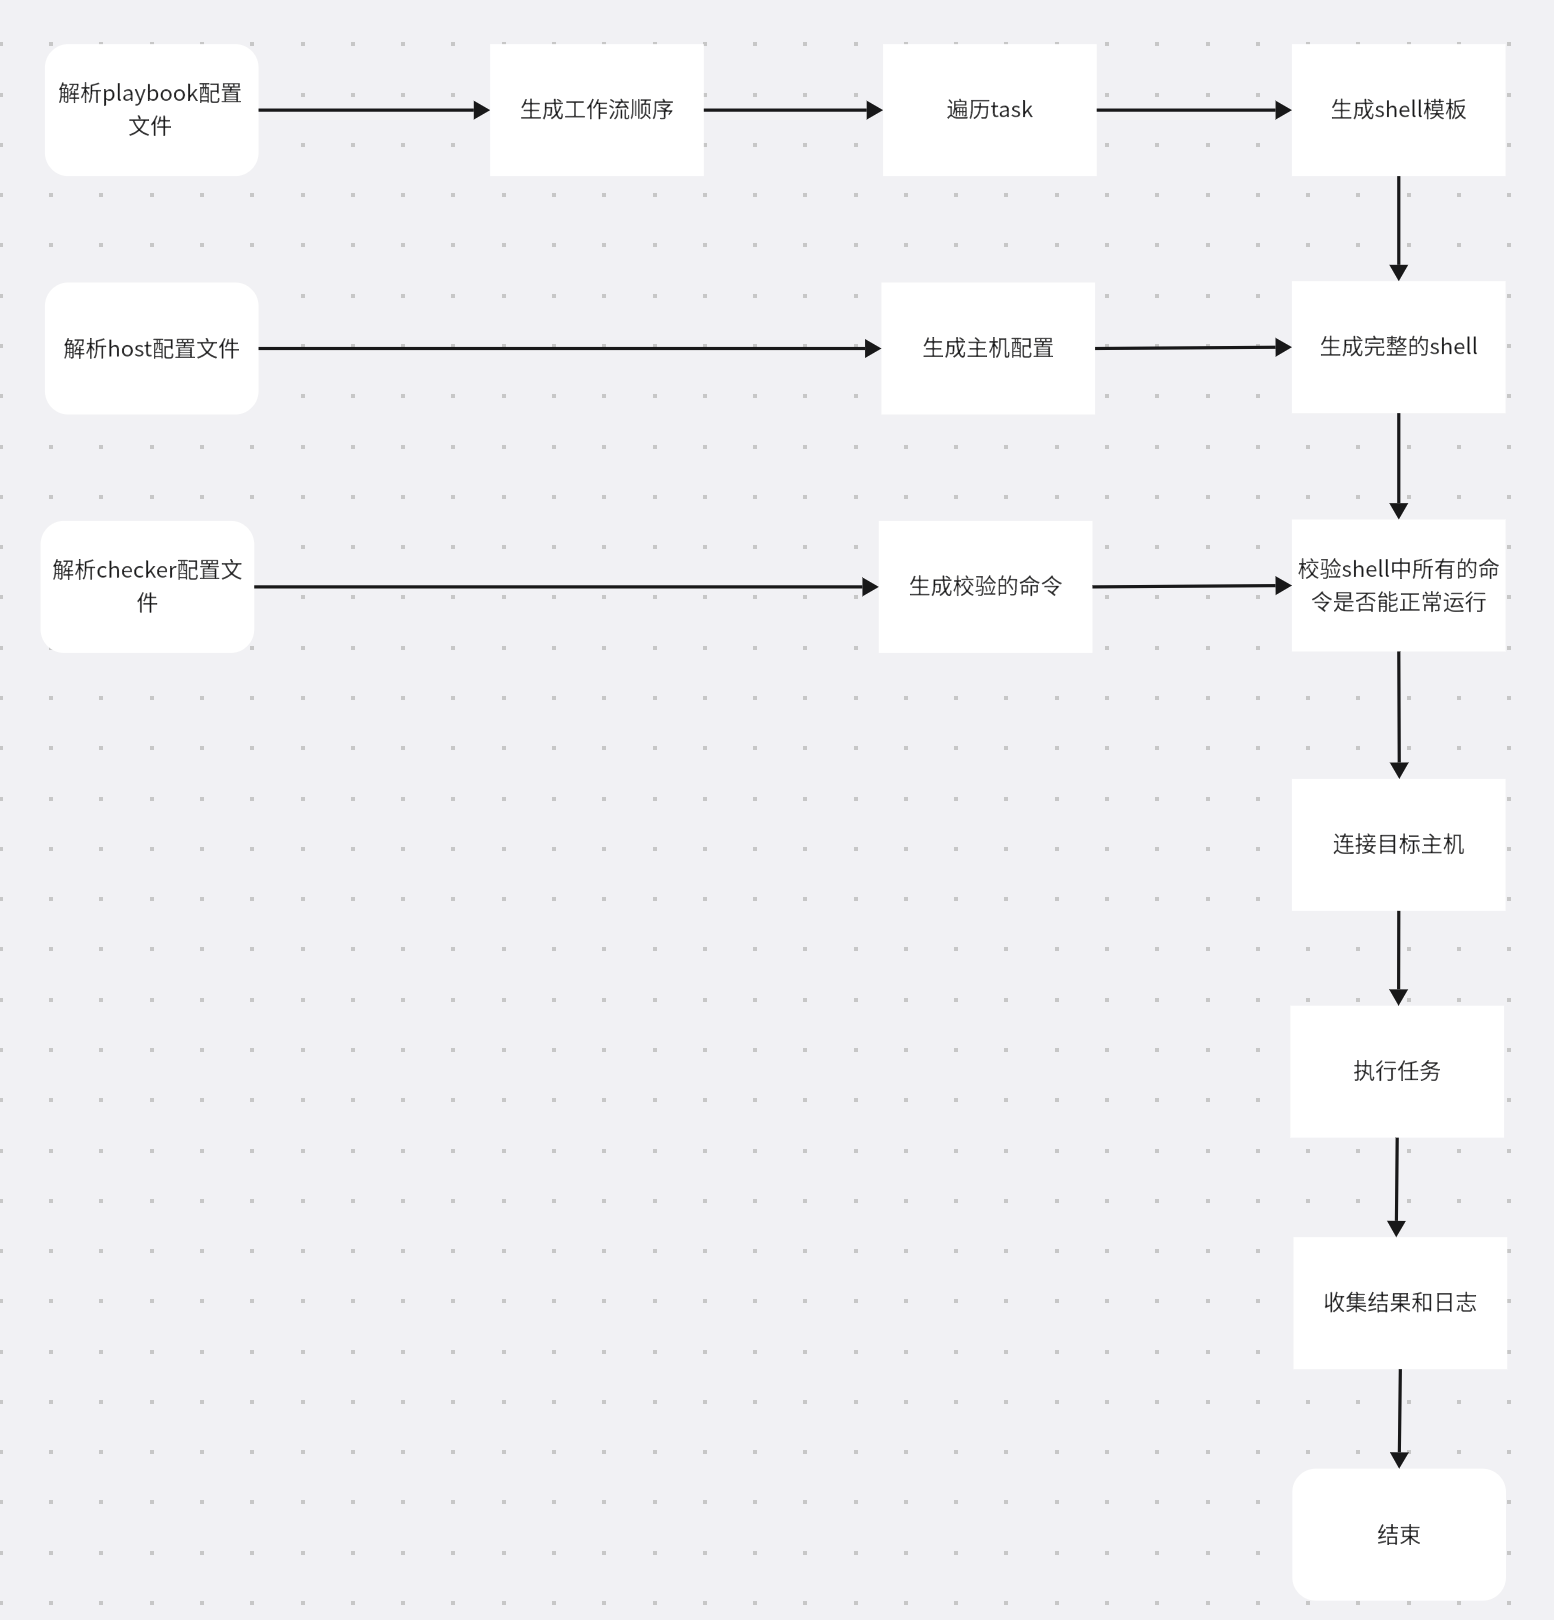 解析playbook配置
文件
生成工作流顺序
遍历task
生成shell模板
解析host配置文件
生成主机配置
生成完整的shell
解析checker配置文
件
生成校验的命令
校验shell中所有的命
令是否能正常运行
连接目标主机
执行任务
收集结果和日志
结束